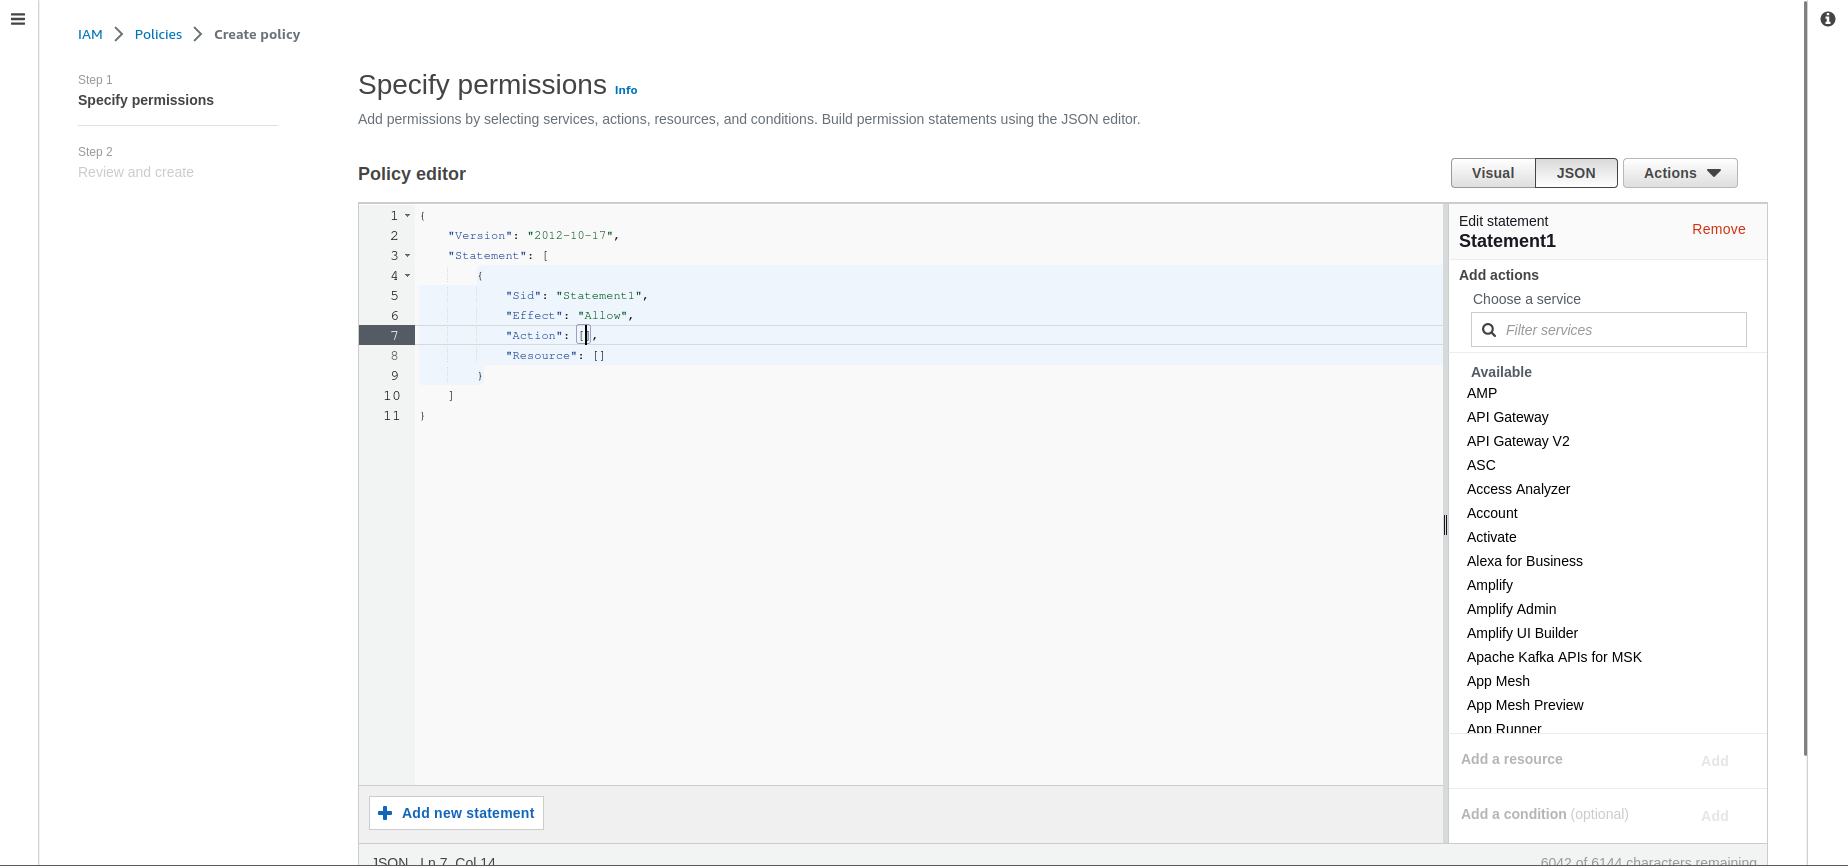 IAM > Policies > Create policy
Step 1
Specify permissions
Step 2
Review and create
Specify permissions Info
Add permissions by selecting services, actions, resources, and conditions. Build permission statements using the JSON editor.
Policy editor
Visual JSON Actions
1 {
2 "Version": "2012-10-17",
3 "Statement": [
4 {
5 "Sid": "Statement1",
6 "Effect": "Allow",
7 "Action": [],
8 "Resource": []
9 }
10 ]
11 }
Add new statement
JSON Ln 7, Col 14
6042 of 6144 characters remaining
Edit statement
Statement1
Remove
Add actions
Choose a service
Filter services
Available
AMP
API Gateway
API Gateway V2
ASC
Access Analyzer
Account
Activate
Alexa for Business
Amplify
Amplify Admin
Amplify UI Builder
Apache Kafka APIs for MSK
App Mesh
App Mesh Preview
App Runner
Add a resource Add
Add a condition (optional) Add